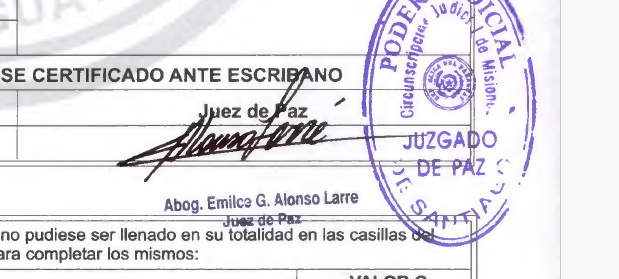 GUA
SE CERTIFICADO ANTE ESCRIBANO
Juez de Paz
Abog. Emilce G. Alonso Larre
Juez de Paz
PODER JUDICIAL
Circunscripción Judicial de Misiones
JUZGADO
DE PAZ
DE SANTIAGO
no pudiese ser llenado en su totalidad en las casillas del
ara completar los mismos:
VALOR C